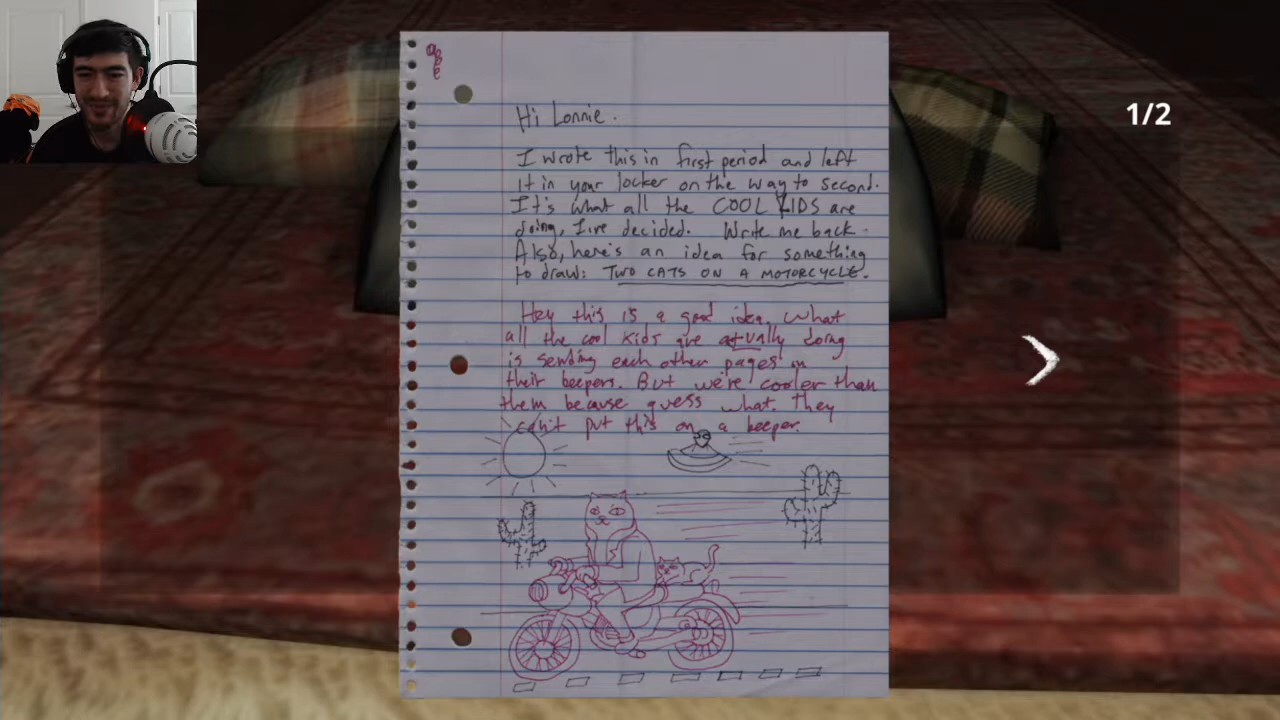 1/2
Hi Lonnie.
I wrote this in first period and left
it in your locker on the way to second.
It's what all the COOL KIDS are
doing, I've decided. Write me back.
Also, here's an idea for something
to draw: TWO CATS ON A MOTORCYCLE.
Hey this is a good idea. What
all the cool kids are actually doing
is sending each other pages on
their beepers. But we're cooler than
them because guess what. They
can't put this on a beeper.